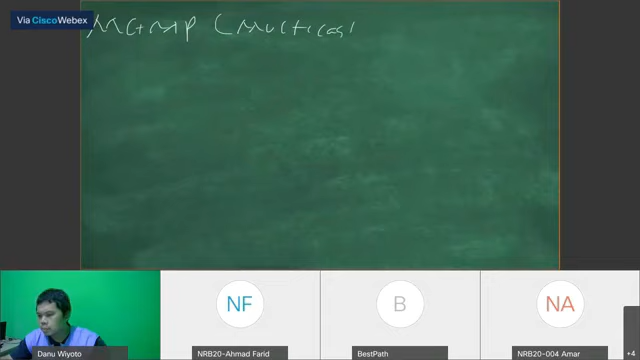 Via CiscoWebex
MGMP (Multicast
NF
B
NA
Danu Wiyoto
NRB20-Ahmad Farid
BestPath
NRB20-004 Amar
+4